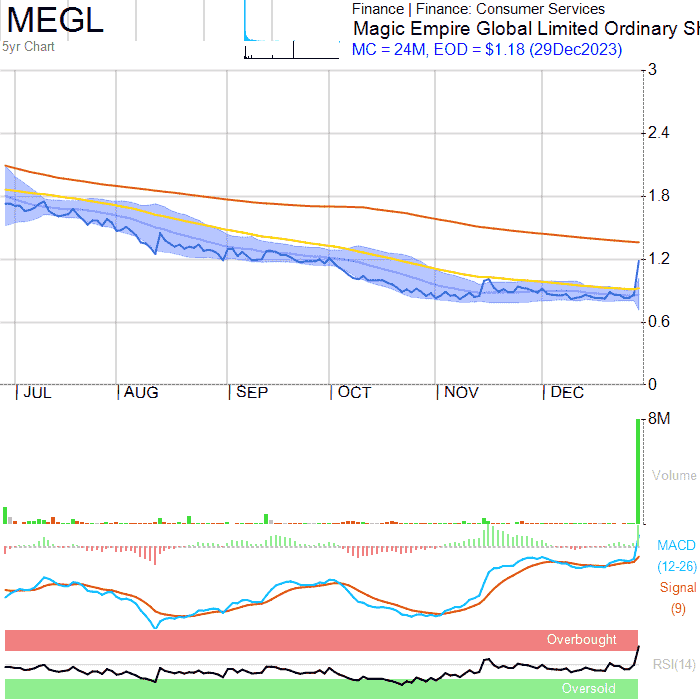 MEGL
Finance | Finance: Consumer Services
Magic Empire Global Limited Ordinary Sh
5yr Chart
MC = 24M, EOD = $1.18 (29Dec2023)
3
2.4
1.8
1.2
0.6
0
JUL AUG SEP OCT NOV DEC
8M
Volume
MACD
(12-26)
Signal
(9)
Overbought
RSI(14)
Oversold